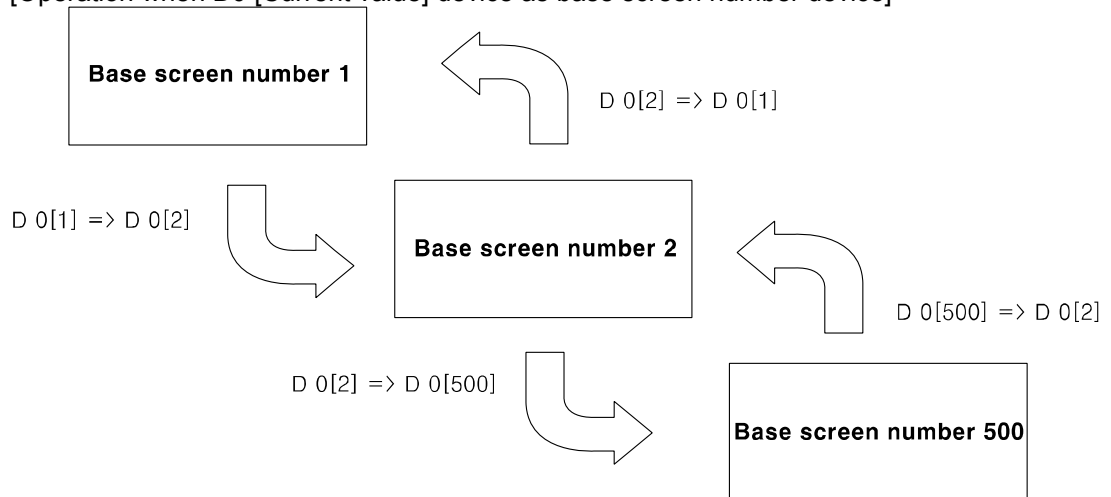 [Operation when D0 [Current value] device as base screen number device]
Base screen number 1
D 0[2] => D 0[1]
D 0[1] => D 0[2]
Base screen number 2
D 0[500] => D 0[2]
D 0[2] => D 0[500]
Base screen number 500